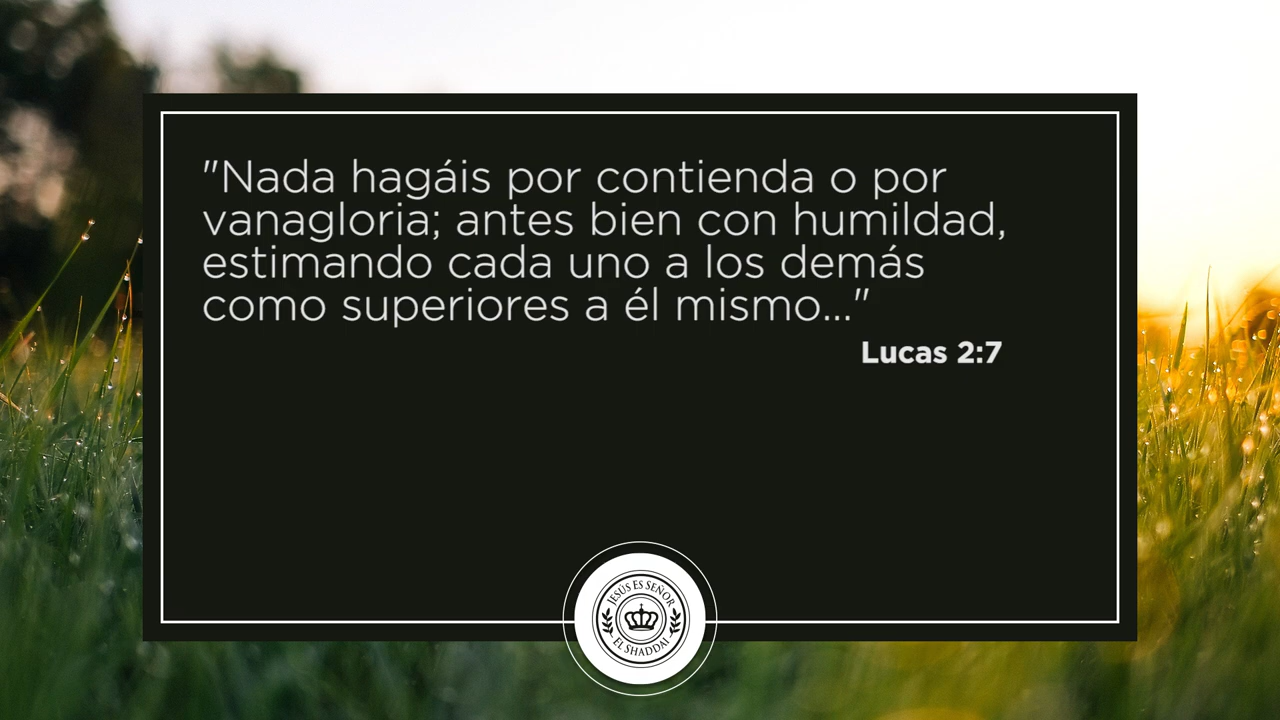 "Nada hagáis por contienda o por
vanagloria; antes bien con humildad,
estimando cada uno a los demás
como superiores a él mismo..."
Lucas 2:7
JESÚS ES SEÑOR
EL SHADDAI